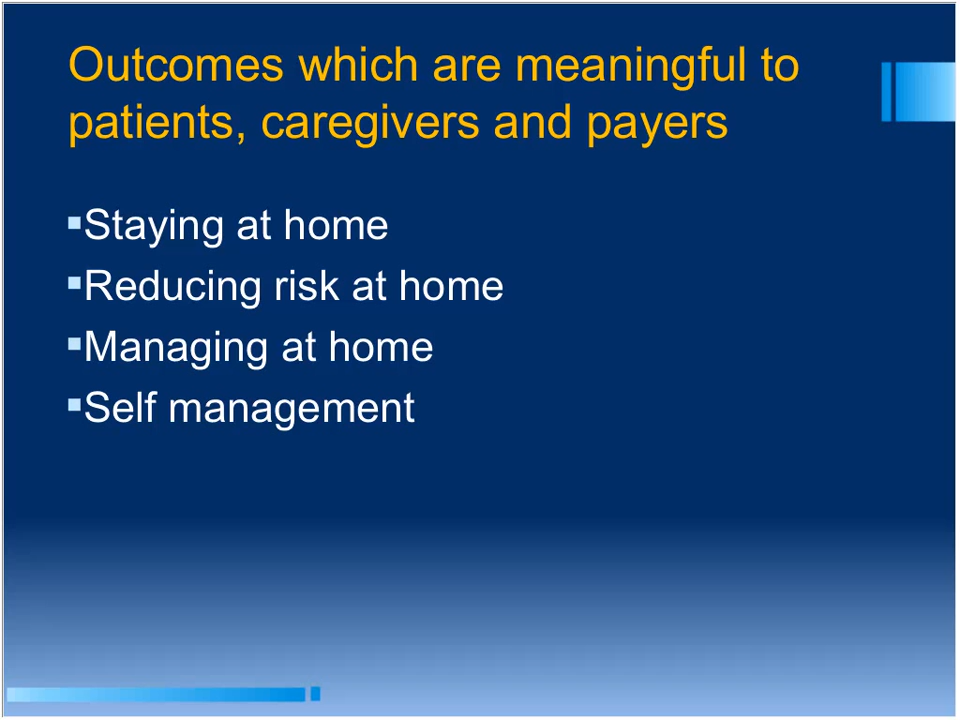 Outcomes which are meaningful to
patients, caregivers and payers
▪Staying at home
▪Reducing risk at home
▪Managing at home
▪Self management